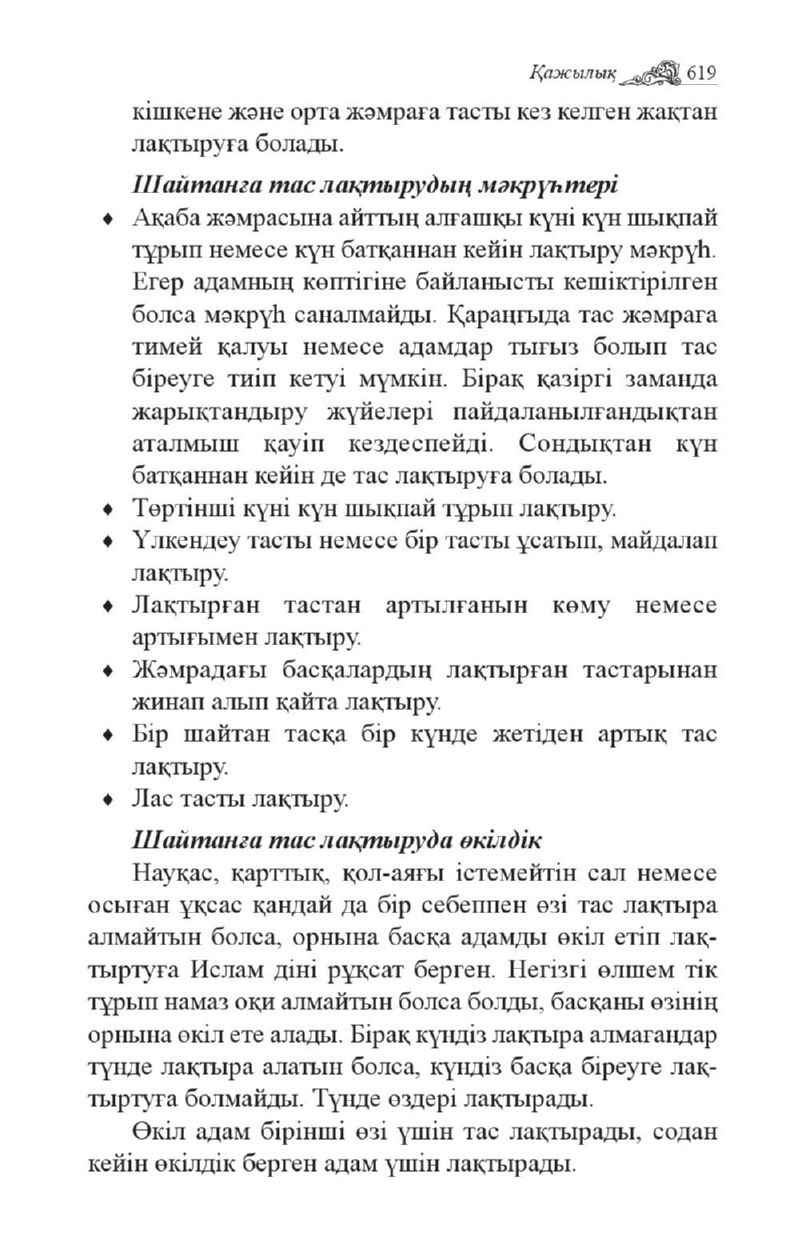 Қажылық 619
кішкене және орта жәмраға тасты кез келген жақтан
лақтыруға болады.
Шайтанға тас лақтырудың мәкрүһтері
♦ Ақаба жәмрасына айттың алғашқы күні күн шықпай
тұрып немесе күн батқаннан кейін лақтыру мәкрүһ.
Егер адамның көптігіне байланысты кешіктірілген
болса мәкрүһ саналмайды. Қараңғыда тас жәмраға
тимей қалуы немесе адамдар тығыз болып тас
біреуге тиіп кетуі мүмкін. Бірақ қазіргі заманда
жарықтандыру жүйелері пайдаланылғандықтан
аталмыш қауіп кездеспейді. Сондықтан күн
батқаннан кейін де тас лақтыруға болады.
♦ Төртінші күні күн шықпай тұрып лақтыру.
♦ Үлкендеу тасты немесе бір тасты ұсатып, майдалап
лақтыру.
♦ Лақтырған тастан артылғанын көму немесе
артығымен лақтыру.
♦ Жәмрадағы басқалардың лақтырған тастарынан
жинап алып қайта лақтыру.
♦ Бір шайтан тасқа бір күнде жетіден артық тас
лақтыру.
♦ Лас тасты лақтыру.
Шайтанға тас лақтыруда өкілдік
Науқас, қарттық, қол-аяғы істемейтін сал немесе
осыған ұқсас қандай да бір себеппен өзі тас лақтыра
алмайтын болса, орнына басқа адамды өкіл етіп лақ-
тыртуға Ислам діні рұқсат берген. Негізгі өлшем тік
тұрып намаз оқи алмайтын болса болды, басқаны өзінің
орнына өкіл ете алады. Бірақ күндіз лақтыра алмағандар
түнде лақтыра алатын болса, күндіз басқа біреуге лақ-
тыртуға болмайды. Түнде өздері лақтырады.
Өкіл адам бірінші өзі үшін тас лақтырады, содан
кейін өкілдік берген адам үшін лақтырады.